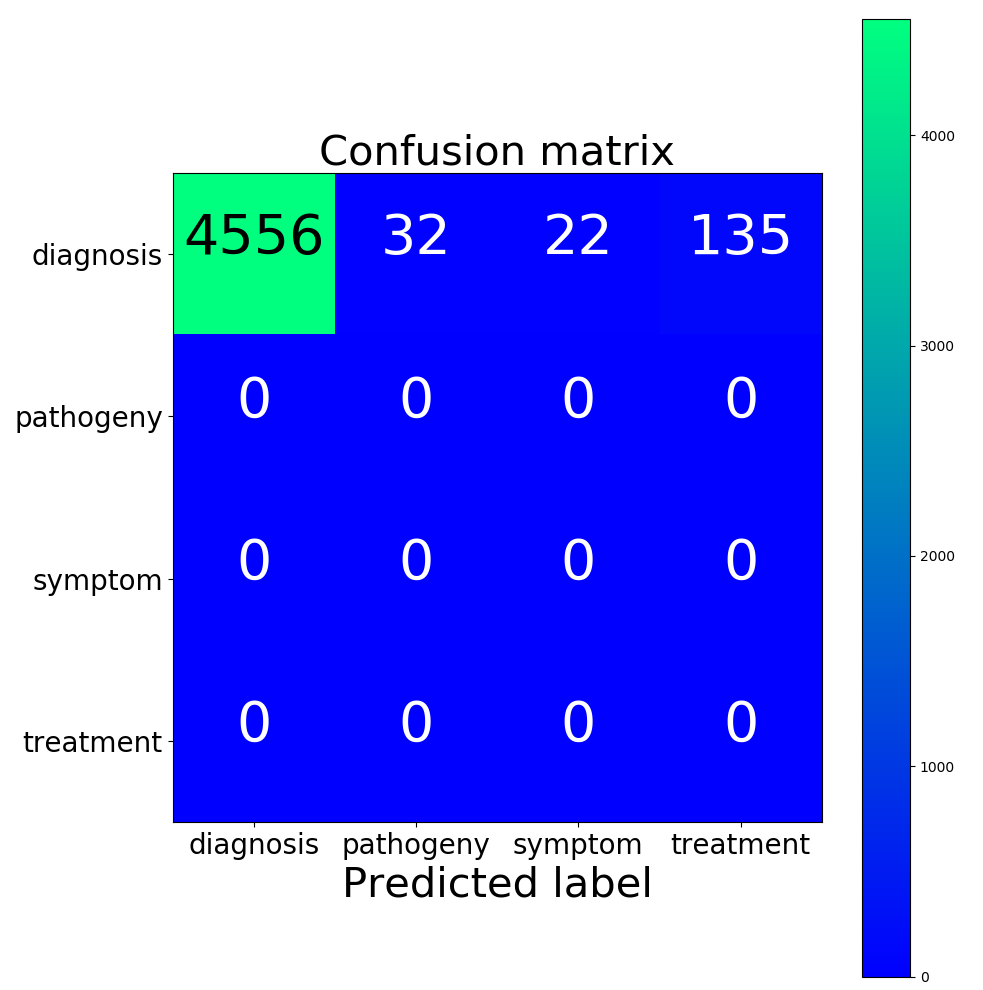 Confusion matrix
diagnosis 4556 32 22 135
pathogeny 0 0 0 0
symptom 0 0 0 0
treatment 0 0 0 0
diagnosis pathogeny symptom treatment
Predicted label
4000
3000
2000
1000
0